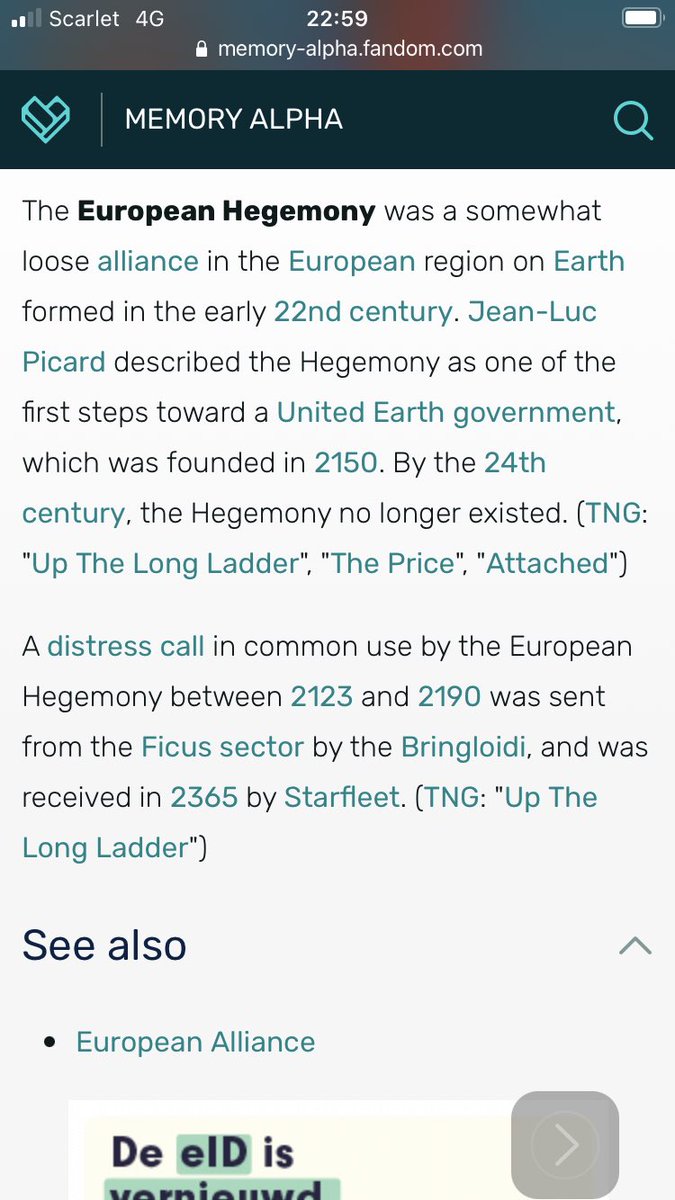 Scarlet 4G 22:59
memory-alpha.fandom.com
MEMORY ALPHA
The European Hegemony was a somewhat
loose alliance in the European region on Earth
formed in the early 22nd century. Jean-Luc
Picard described the Hegemony as one of the
first steps toward a United Earth government,
which was founded in 2150. By the 24th
century, the Hegemony no longer existed. (TNG:
"Up The Long Ladder", "The Price", "Attached")
A distress call in common use by the European
Hegemony between 2123 and 2190 was sent
from the Ficus sector by the Bringloidi, and was
received in 2365 by Starfleet. (TNG: "Up The
Long Ladder")
See also
• European Alliance
De eID is
vernieuwd